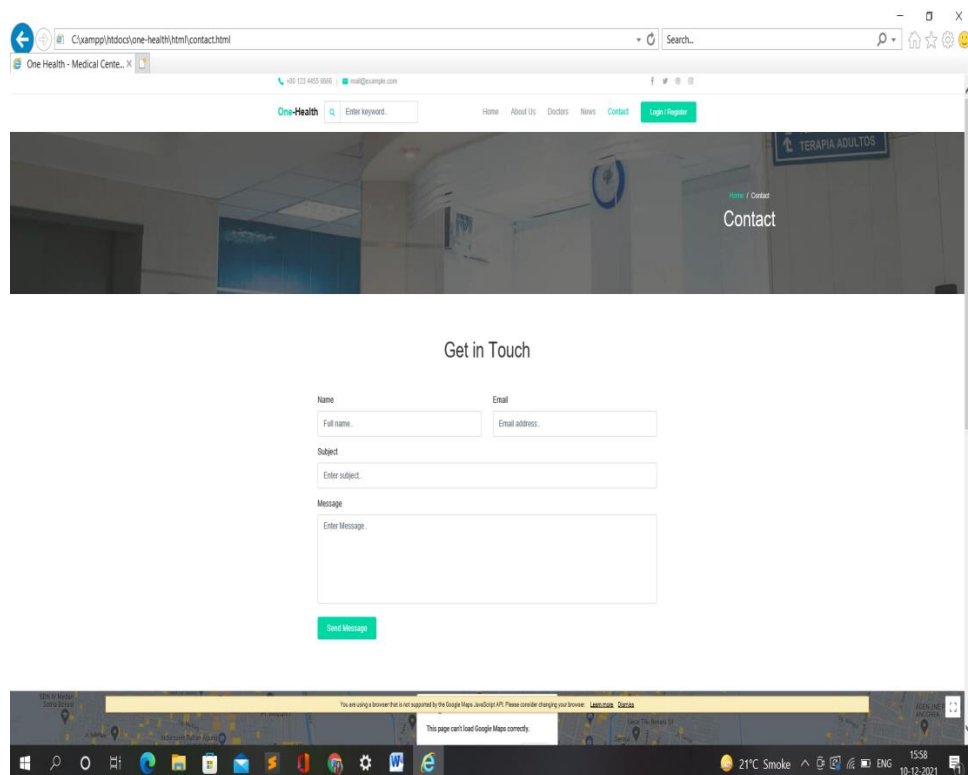 C:\xampp\htdocs\one-health\html\contact.html
Search...
One Health - Medical Cente...
+00 123 4455 6666 | mail@example.com
One-Health
Enter keyword..
Home About Us Doctors News Contact Login / Register
TERAPIA ADULTOS
Home / Contact
Contact
Get in Touch
Name Email
Full name.. Email address..
Subject
Enter subject..
Message
Enter Message..
Send Message
You are using a browser that is not supported by the Google Maps JavaScript API. Please consider changing your browser. Learn more Dismiss
This page can't load Google Maps correctly.
21°C Smoke ENG
15:58
10-12-2021